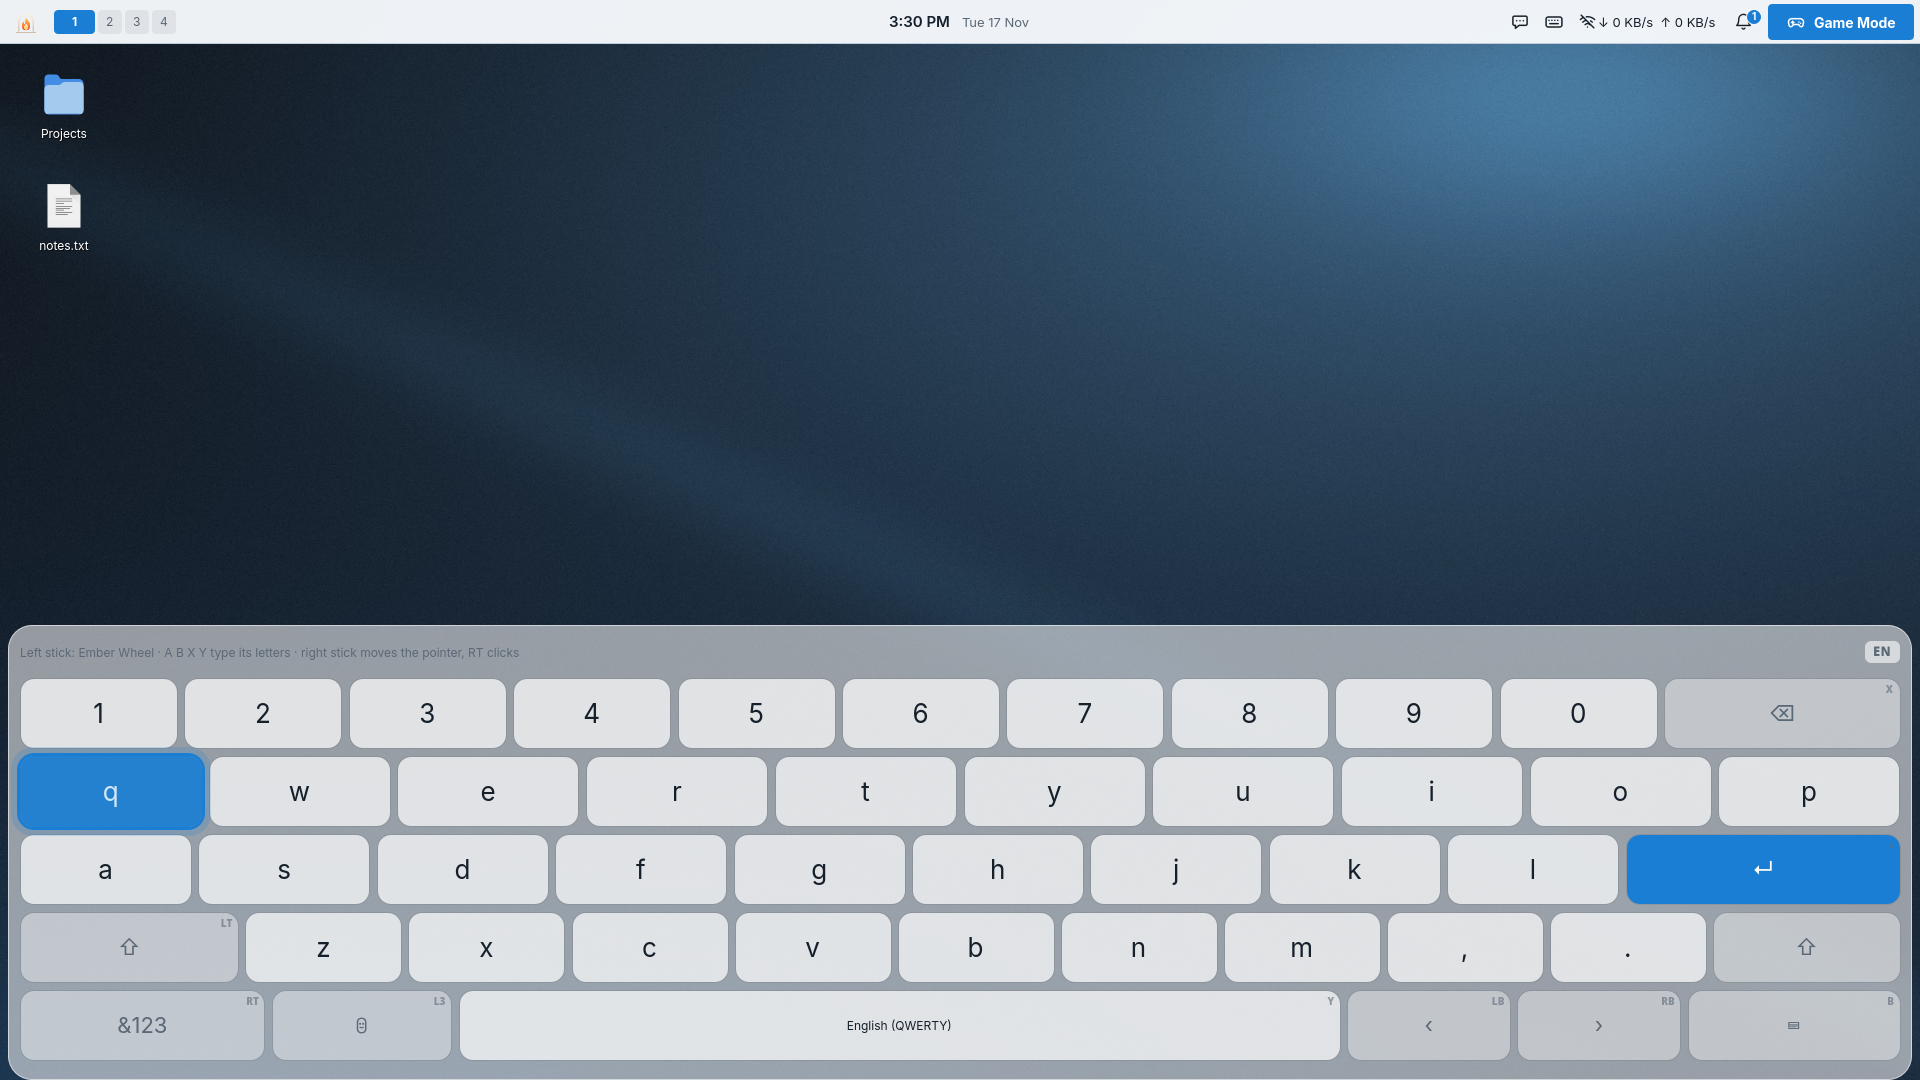 1 2 3 4
3:30 PM Tue 17 Nov
↓ 0 KB/s ↑ 0 KB/s
1
Game Mode
Projects
notes.txt
Left stick: Ember Wheel · A B X Y type its letters · right stick moves the pointer, RT clicks
EN
1 2 3 4 5 6 7 8 9 0 X
q w e r t y u i o p
a s d f g h j k l
LT z x c v b n m , .
&123 RT L3 English (QWERTY) Y ‹ LB › RB B